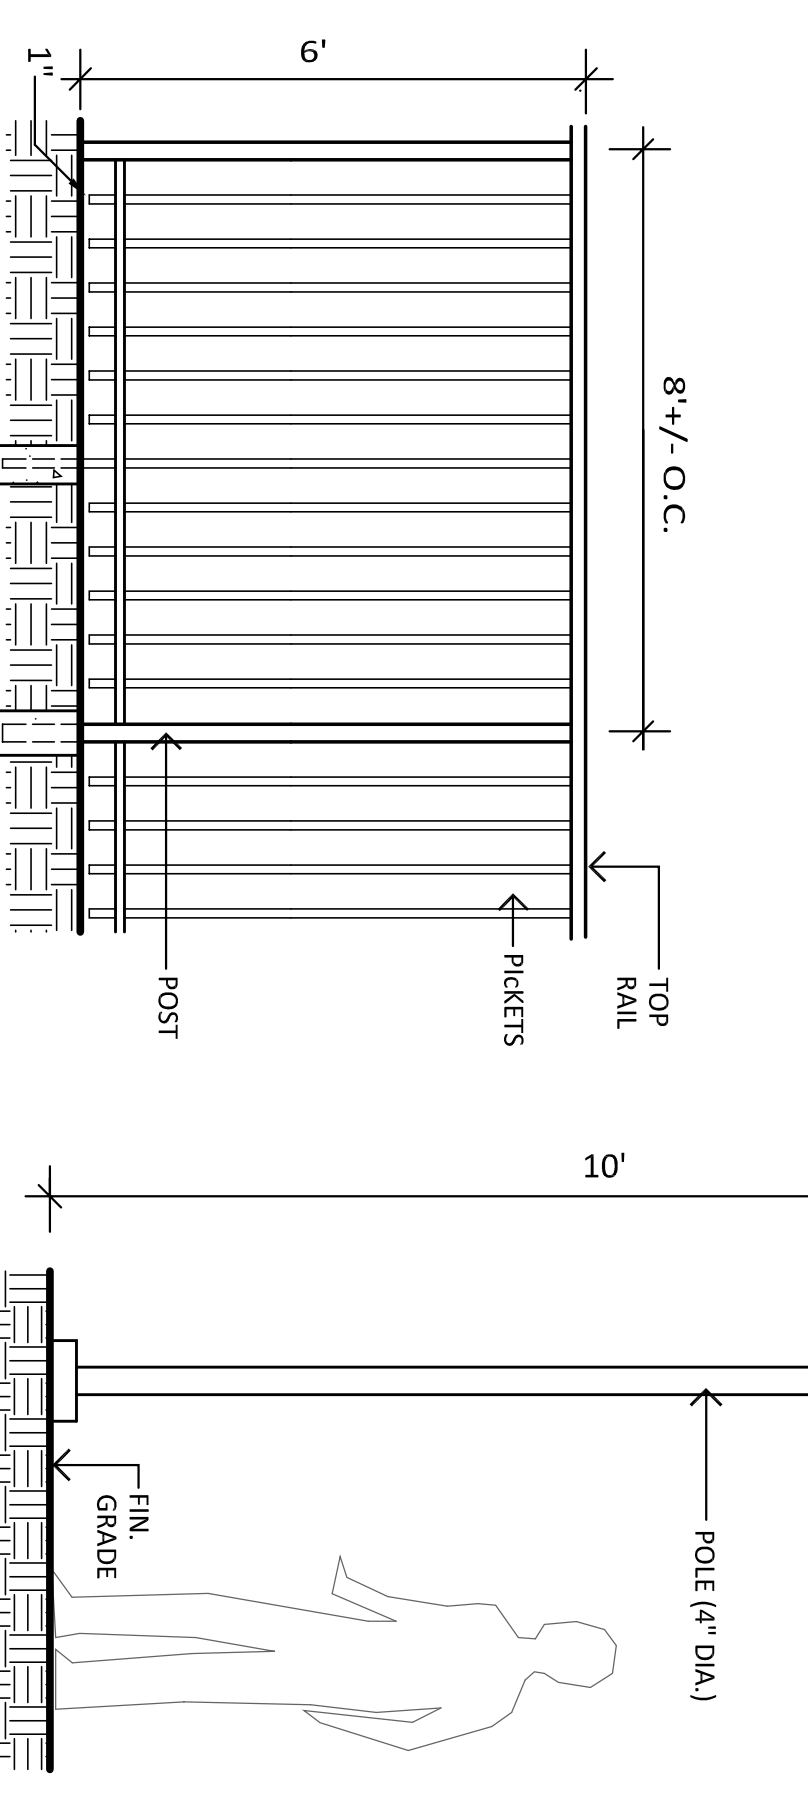 6'
1"
8'+/- O.C.
TOP
RAIL
PIcKETS
POST
10'
POLE (4" DIA.)
FIN.
GRADE